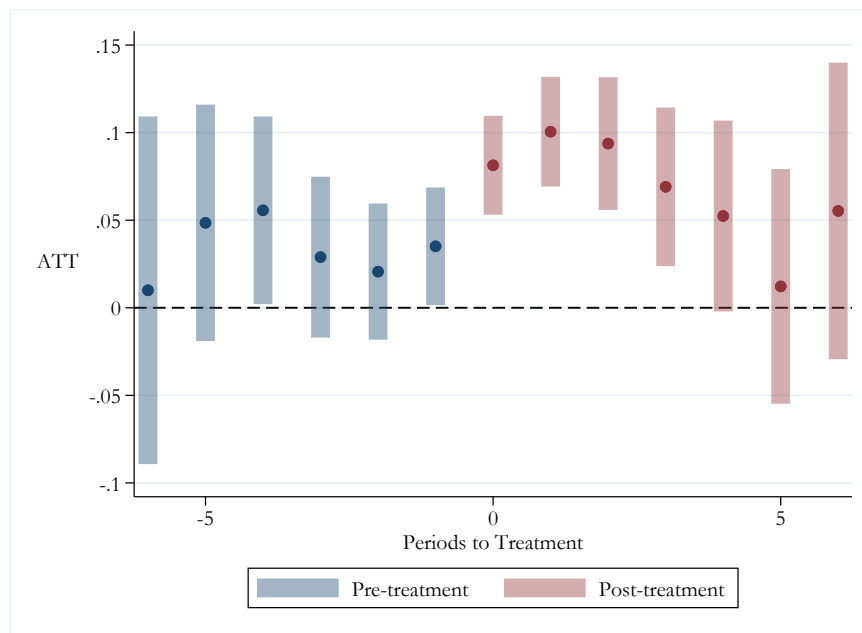 .15
.1
.05
ATT
0
-.05
-.1
-5 0 5
Periods to Treatment
Pre-treatment Post-treatment